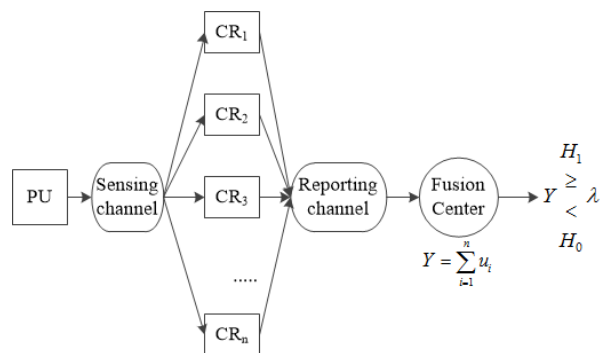 CR₁
CR₂
PU
Sensing
channel
CR₃
Reporting
channel
Fusion
Center
H₁
Y ≥ λ
<
H₀
Y = ∑ᵢ₌₁ⁿ uᵢ
.....
CRₙ